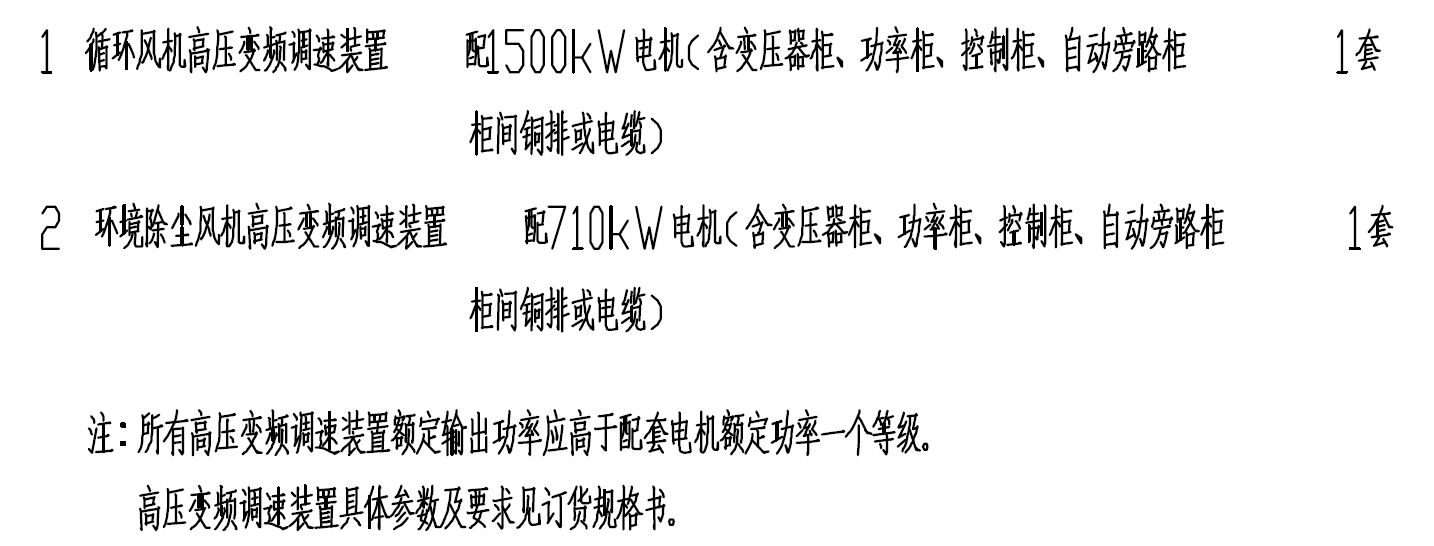 1 循环风机高压变频调速装置 配1500kW电机(含变压器柜、功率柜、控制柜、自动旁路柜 1套
柜间铜排或电缆)
2 环境除尘风机高压变频调速装置 配710kW电机(含变压器柜、功率柜、控制柜、自动旁路柜 1套
柜间铜排或电缆)
注:所有高压变频调速装置额定输出功率应高于配套电机额定功率一个等级。
高压变频调速装置具体参数及要求见订货规格书。